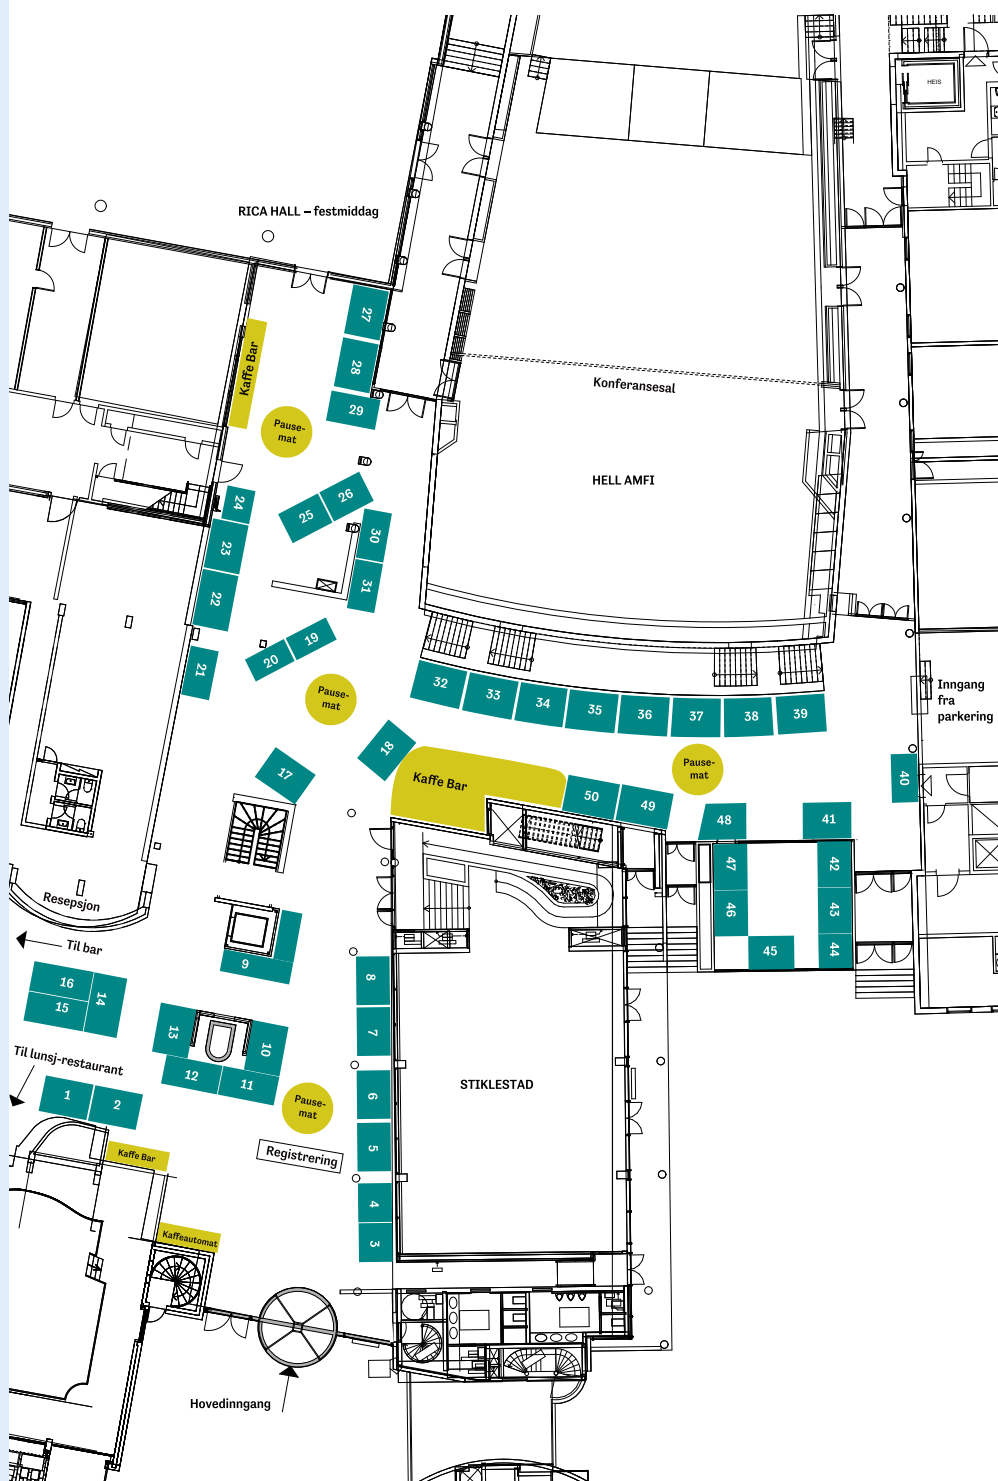 HEIS
RICA HALL – festmiddag
27
Kaffe Bar
28
Konferansesal
29
Pause-
mat
HELL AMFI
24
26
25
30
23
31
22
19
20
21
32
33
34
35
36
37
38
39
Inngang
fra
parkering
Pause-
mat
18
17
Kaffe Bar
Pause-
mat
40
50
49
48
41
47
42
46
43
45
44
Resepsjon
Til bar
9
16
15
14
8
13
10
7
12
11
Til lunsj-restaurant
1
2
Pause-
mat
6
STIKLESTAD
5
Kaffe Bar
Registrering
4
3
Kaffeautomat
Hovedinngang